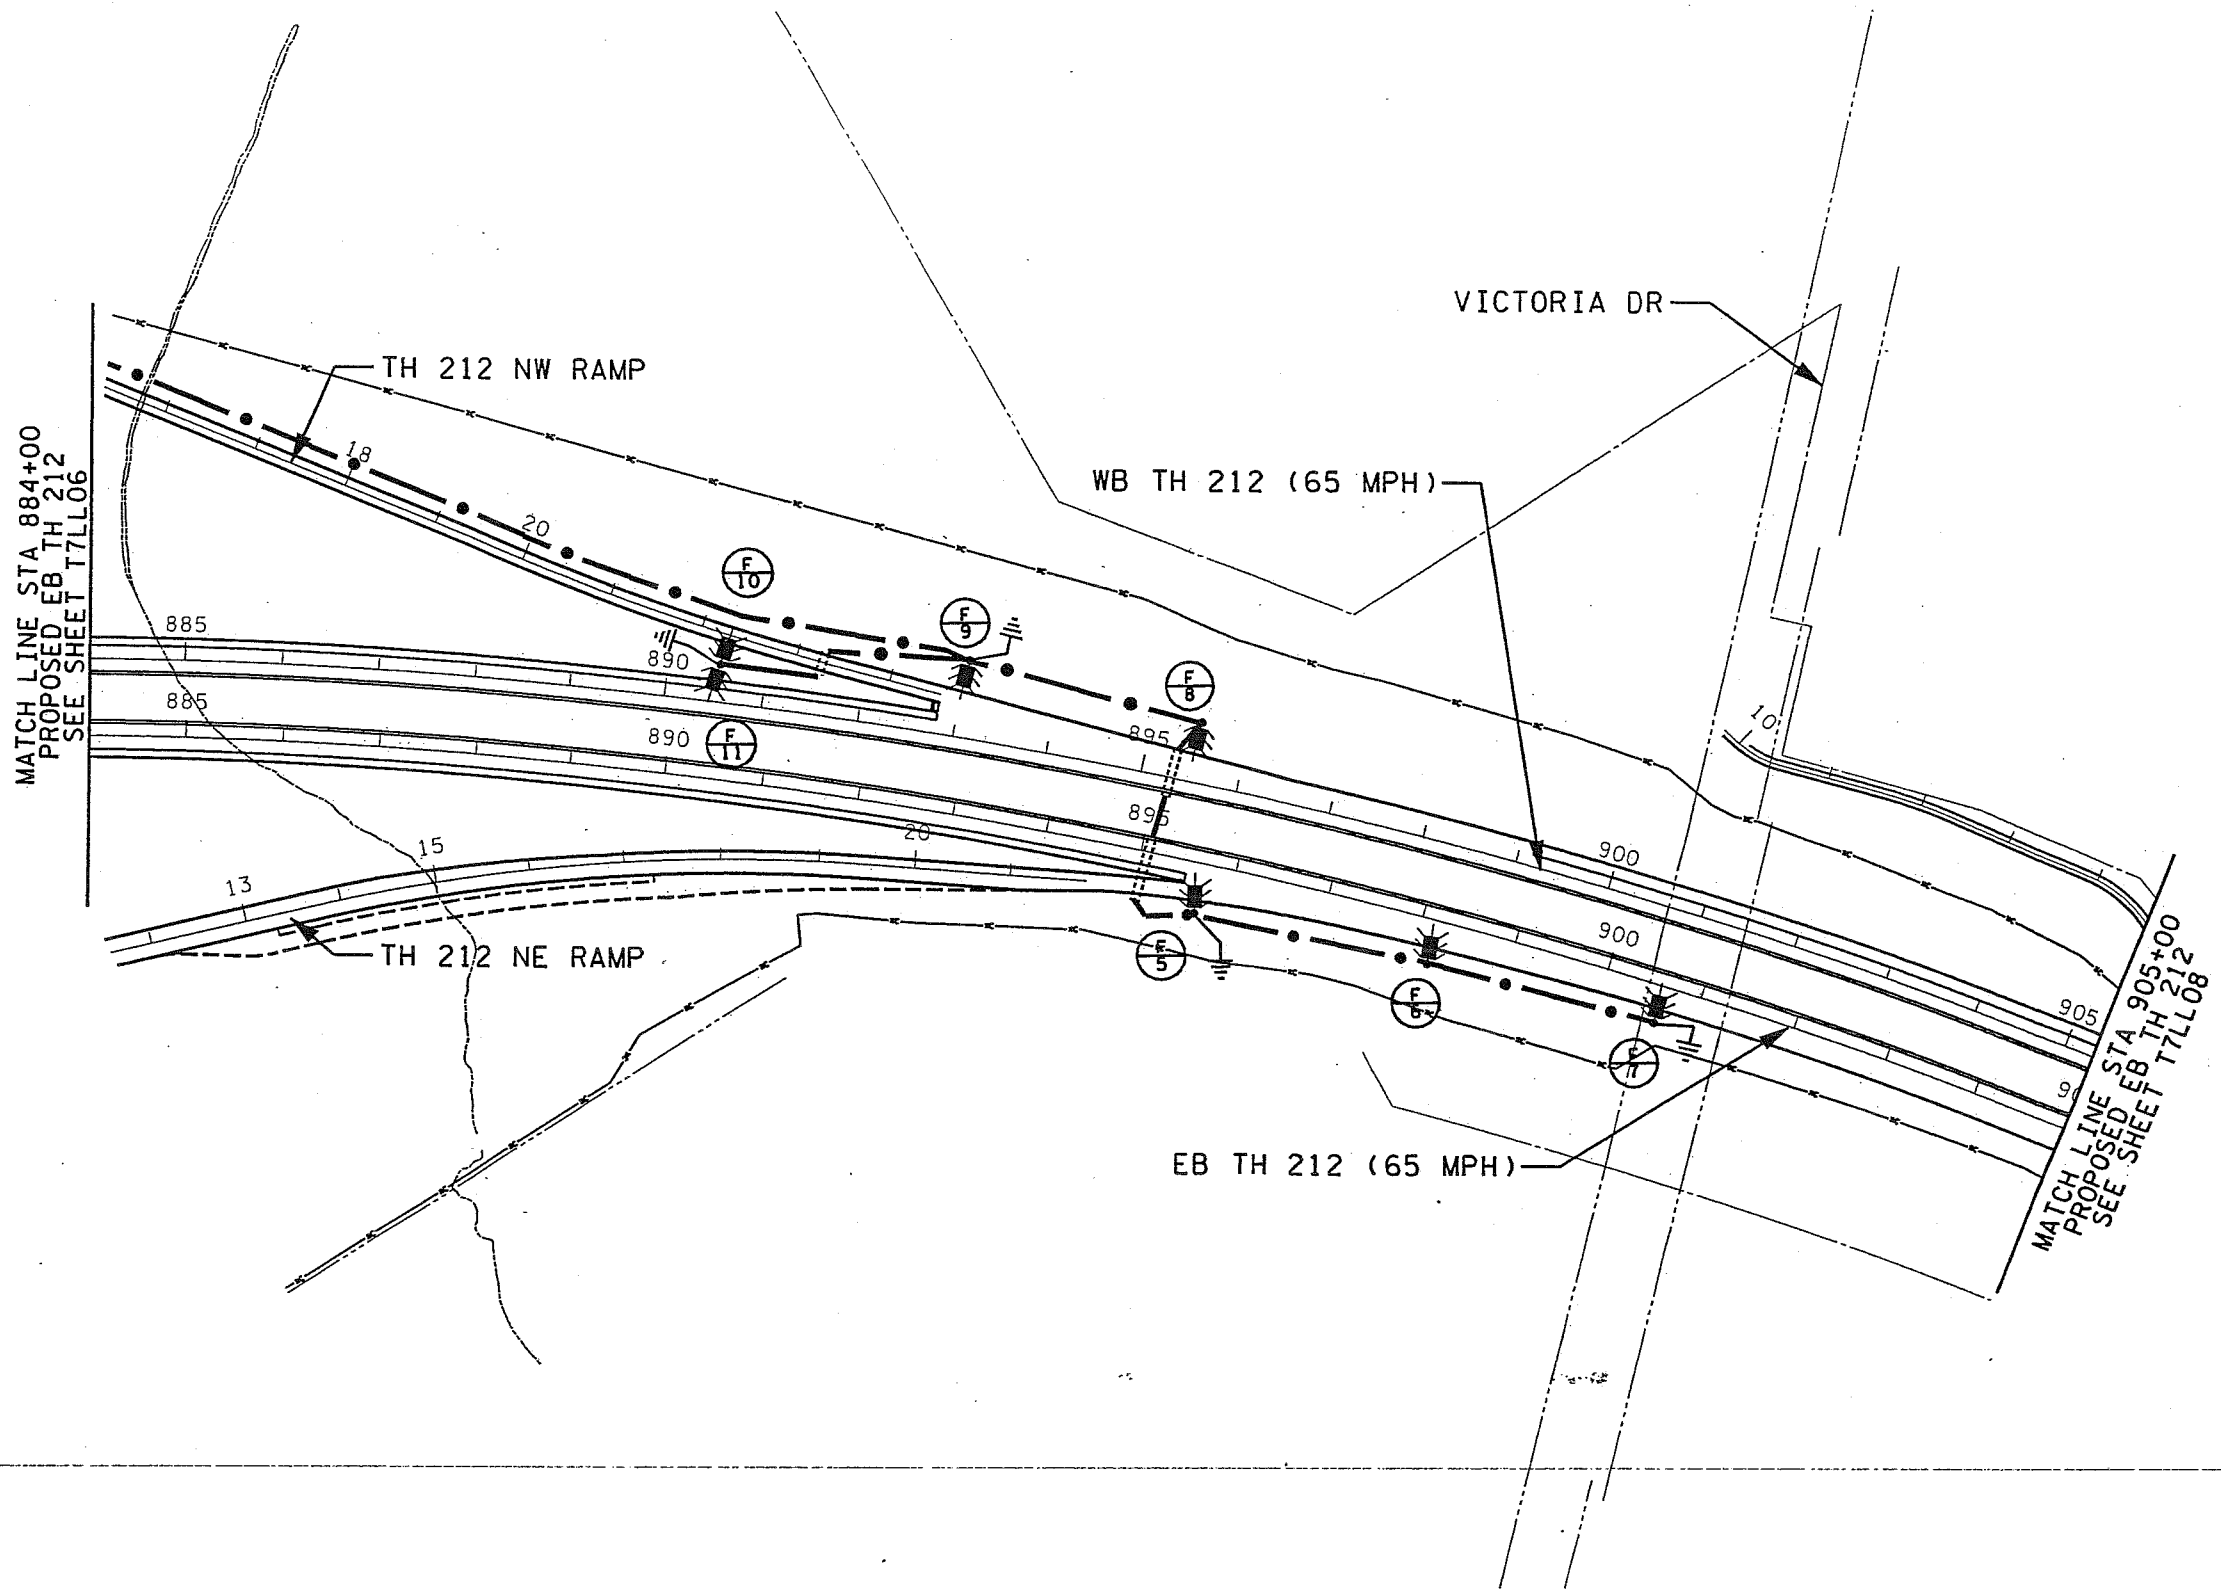 VICTORIA DR
TH 212 NW RAMP
WB TH 212 (65 MPH)
MATCH LINE STA 884+00
PROPOSED EB TH 212
SEE SHEET T7LL06
18
20
F
10
F
9
F
8
885
890
895
900
905
10
885
890
F
11
895
900
90
13
15
20
TH 212 NE RAMP
F
5
F
6
F
7
EB TH 212 (65 MPH)
MATCH LINE STA 905+00
PROPOSED EB TH 212
SEE SHEET T7LL08